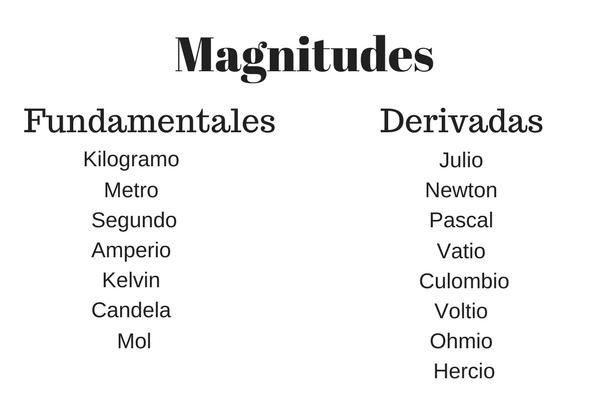 Magnitudes
Fundamentales
Kilogramo
Metro
Segundo
Amperio
Kelvin
Candela
Mol
Derivadas
Julio
Newton
Pascal
Vatio
Culombio
Voltio
Ohmio
Hercio